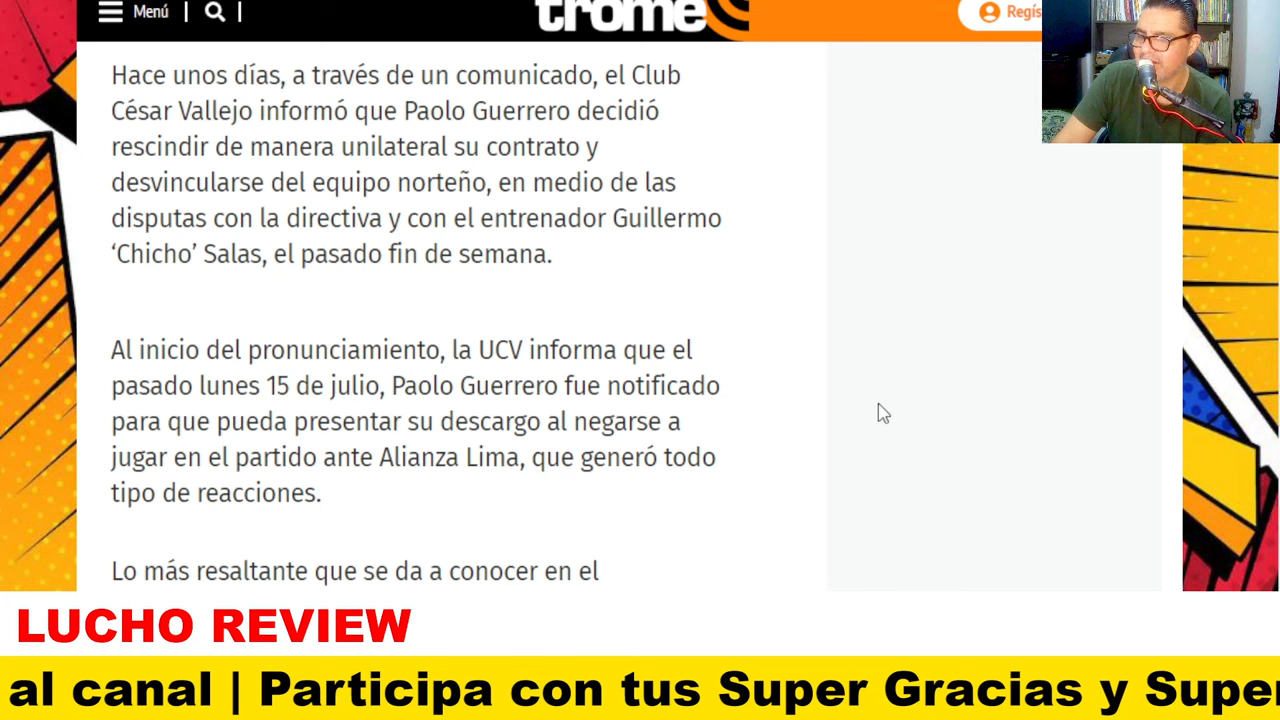 Menú
trome
Regís
Hace unos días, a través de un comunicado, el Club
César Vallejo informó que Paolo Guerrero decidió
rescindir de manera unilateral su contrato y
desvincularse del equipo norteño, en medio de las
disputas con la directiva y con el entrenador Guillermo
‘Chicho’ Salas, el pasado fin de semana.
Al inicio del pronunciamiento, la UCV informa que el
pasado lunes 15 de julio, Paolo Guerrero fue notificado
para que pueda presentar su descargo al negarse a
jugar en el partido ante Alianza Lima, que generó todo
tipo de reacciones.
Lo más resaltante que se da a conocer en el
LUCHO REVIEW
al canal | Participa con tus Super Gracias y Super